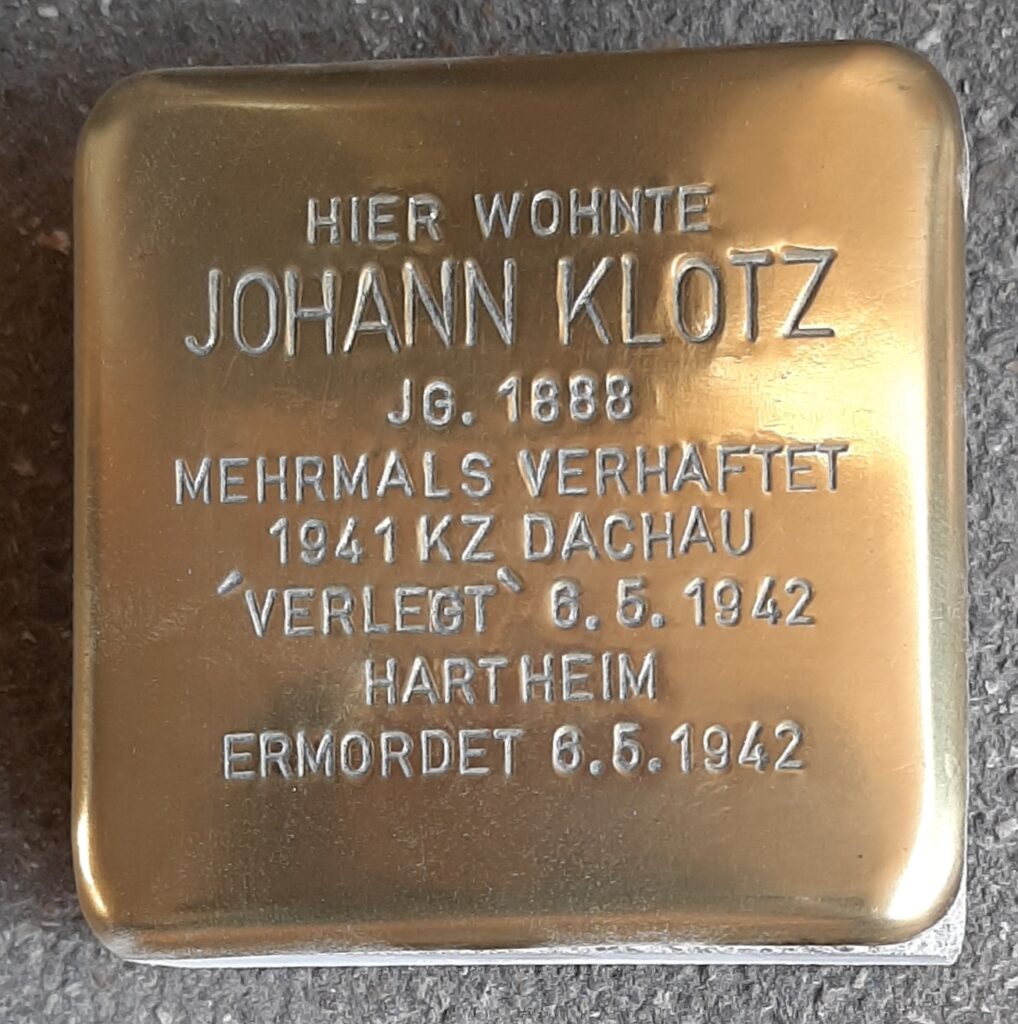 HIER WOHNTE
JOHANN KLOTZ
JG. 1888
MEHRMALS VERHAFTET
1941 KZ DACHAU
´VERLEGT` 6.5.1942
HARTHEIM
ERMORDET 6.5.1942